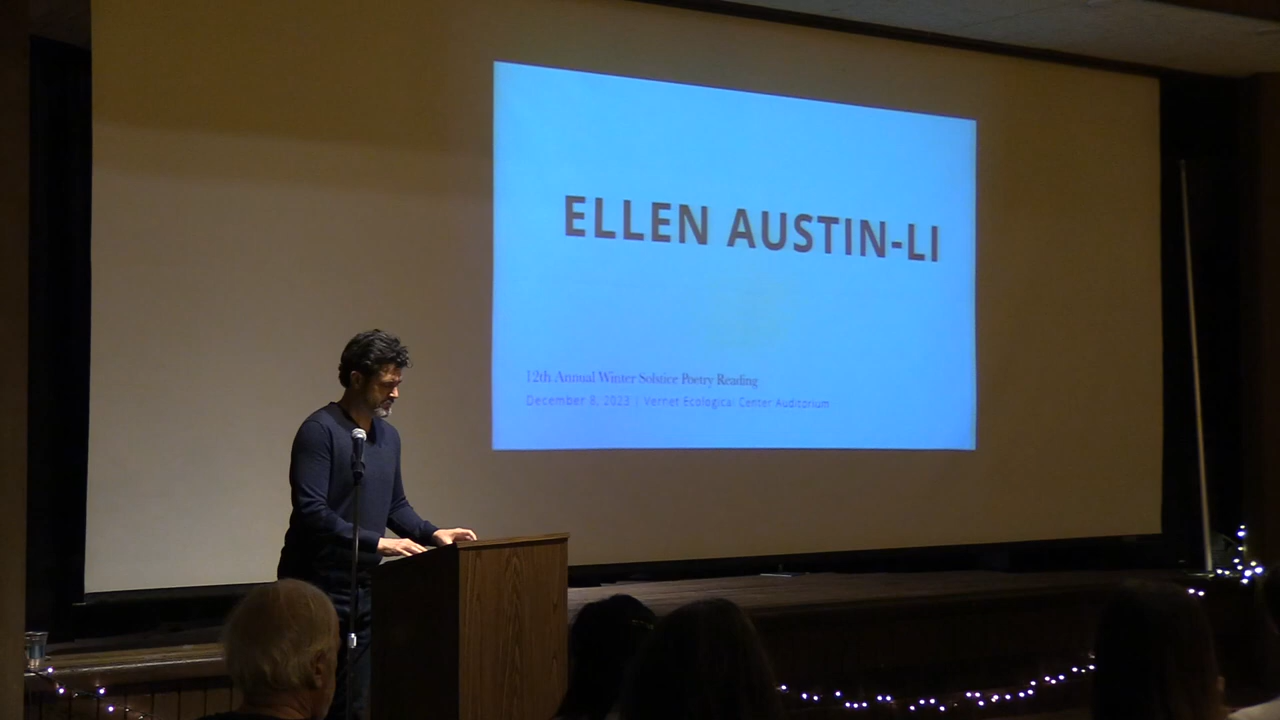 ELLEN AUSTIN-LI
12th Annual Winter Solstice Poetry Reading
December 8, 2023 | Vernet Ecological Center Auditorium